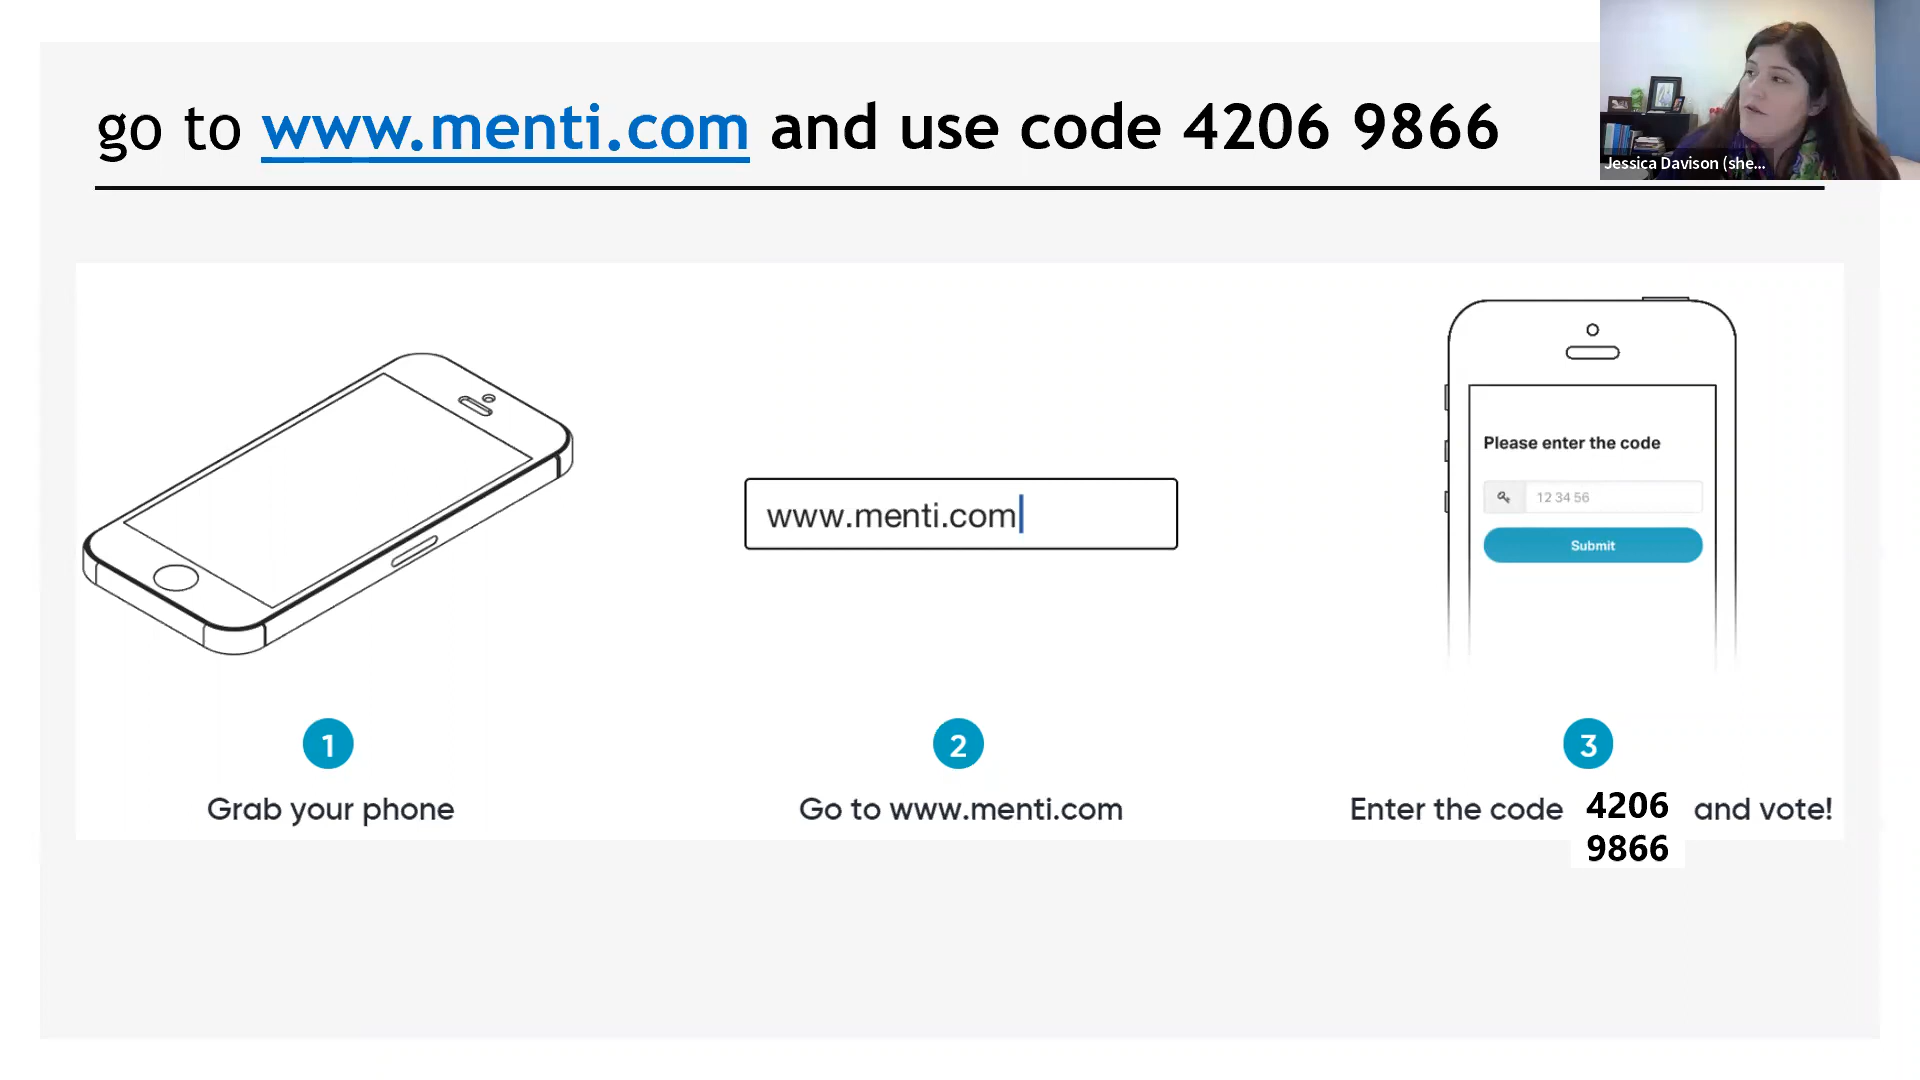 go to www.menti.com and use code 4206 9866
Jessica Davison (she...
www.menti.com
Please enter the code
12 34 56
Submit
1
2
3
Grab your phone
Go to www.menti.com
Enter the code 4206 and vote!
9866